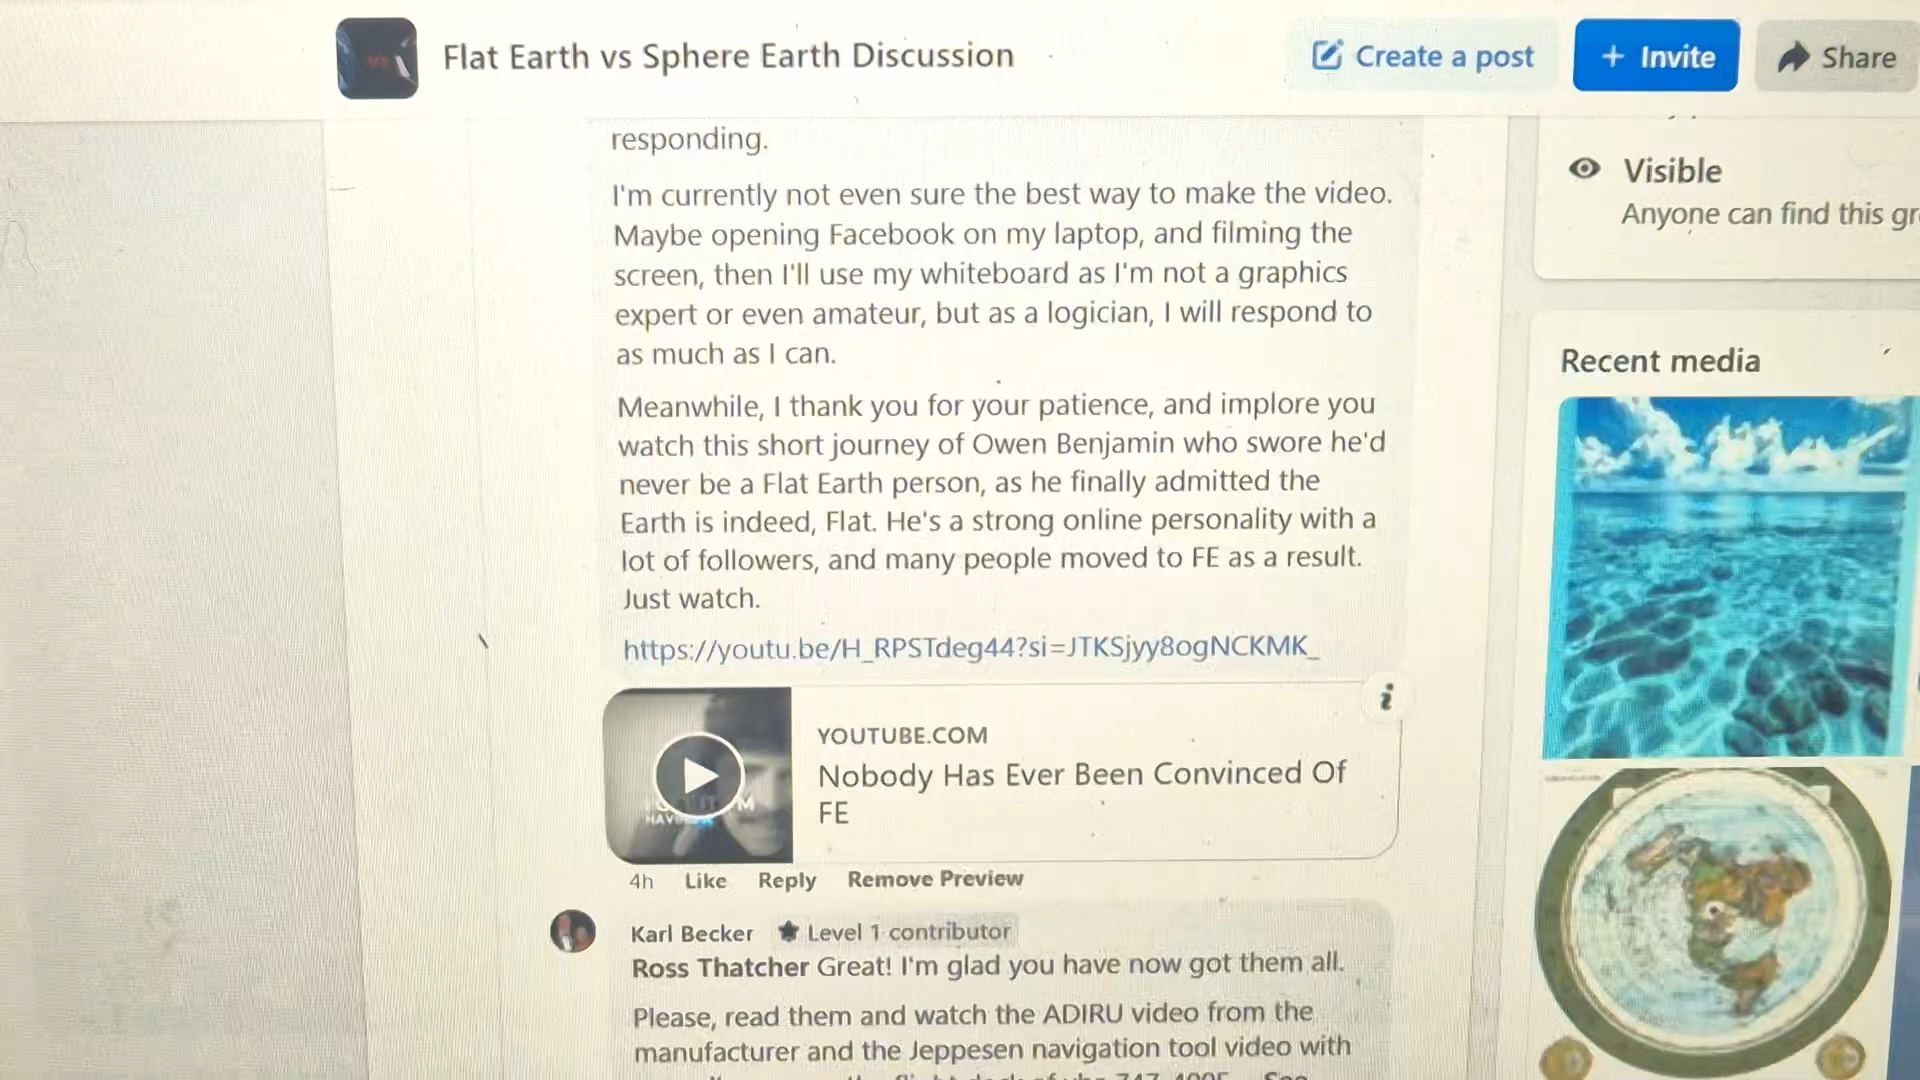 Flat Earth vs Sphere Earth Discussion
Create a post
+ Invite
Share
responding.
I'm currently not even sure the best way to make the video.
Maybe opening Facebook on my laptop, and filming the
screen, then I'll use my whiteboard as I'm not a graphics
expert or even amateur, but as a logician, I will respond to
as much as I can.
Meanwhile, I thank you for your patience, and implore you
watch this short journey of Owen Benjamin who swore he'd
never be a Flat Earth person, as he finally admitted the
Earth is indeed, Flat. He's a strong online personality with a
lot of followers, and many people moved to FE as a result.
Just watch.
https://youtu.be/H_RPSTdeg44?si=JTKSjyy8ogNCKMK_
YOUTUBE.COM
Nobody Has Ever Been Convinced Of
FE
4h Like Reply Remove Preview
Karl Becker Level 1 contributor
Ross Thatcher Great! I'm glad you have now got them all.
Please, read them and watch the ADIRU video from the
manufacturer and the Jeppesen navigation tool video with
Visible
Anyone can find this gr
Recent media